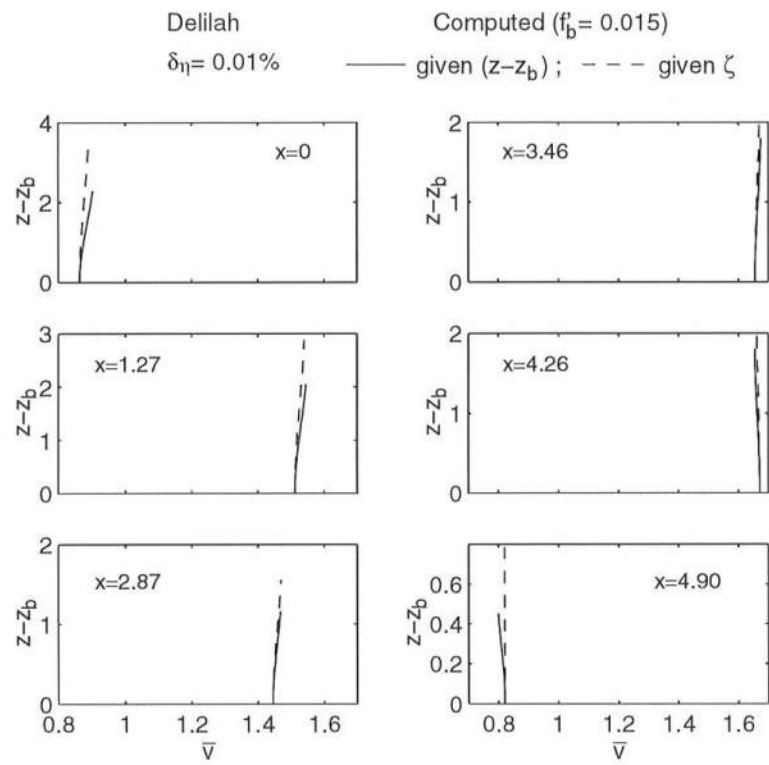 Delilah Computed (f'b = 0.015)
δη= 0.01% given (z−zb) ; given ζ
4
2
0
z−zb
x=0
2
1
0
z−zb
x=3.46
3
2
1
0
z−zb
x=1.27
2
1
0
z−zb
x=4.26
2
1
0
z−zb
x=2.87
0.8 1 1.2 1.4 1.6
v̅
0.6
0.4
0.2
0
z−zb
x=4.90
0.8 1 1.2 1.4 1.6
v̅